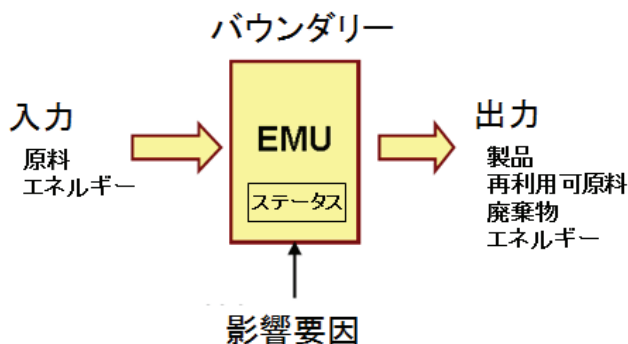 バウンダリー
入力
原料
エネルギー
EMU
ステータス
出力
製品
再利用可原料
廃棄物
エネルギー
影響要因